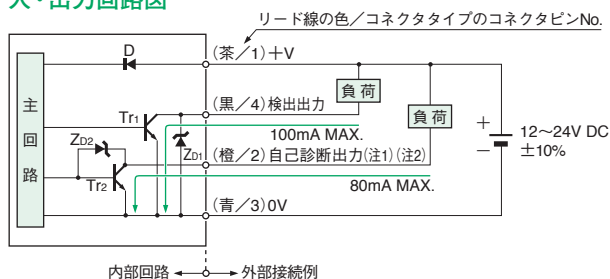 入・出力回路図
リード線の色／コネクタタイプのコネクタピンNo.
D
(茶／1)＋V
主回路
Tr1
(黒／4)検出出力
負荷
負荷
ZD2
ZD1
100mA MAX.
＋
－
12～24V DC
±10%
(橙／2)自己診断出力(注1)(注2)
Tr2
80mA MAX.
(青／3)0V
内部回路
外部接続例